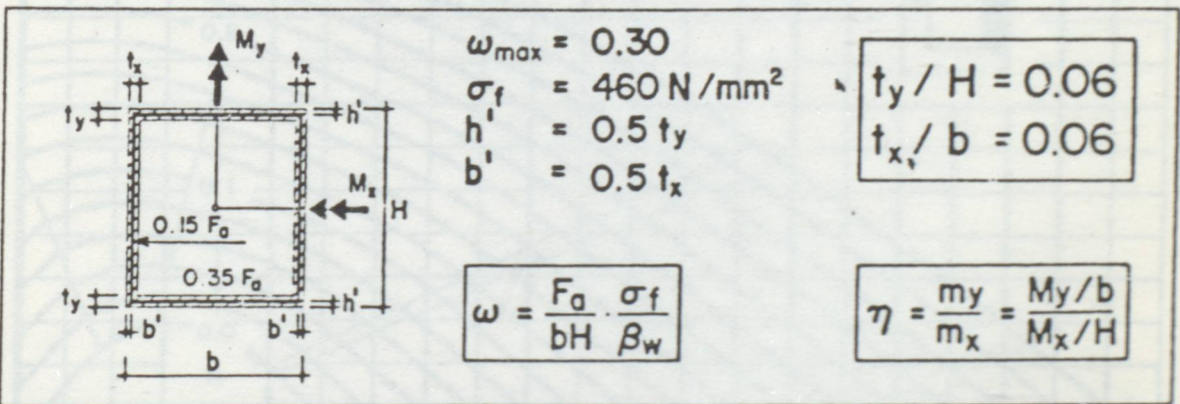 M_y
t_x t_x
t_y h'
M_x H
0.15 F_a
0.35 F_a
t_y h'
b' b'
b
ω_max = 0.30
σ_f = 460 N/mm²
h' = 0.5 t_y
b' = 0.5 t_x
t_y / H = 0.06
t_x / b = 0.06
ω = F_a / bH · σ_f / β_w
η = m_y / m_x = M_y/b / M_x/H